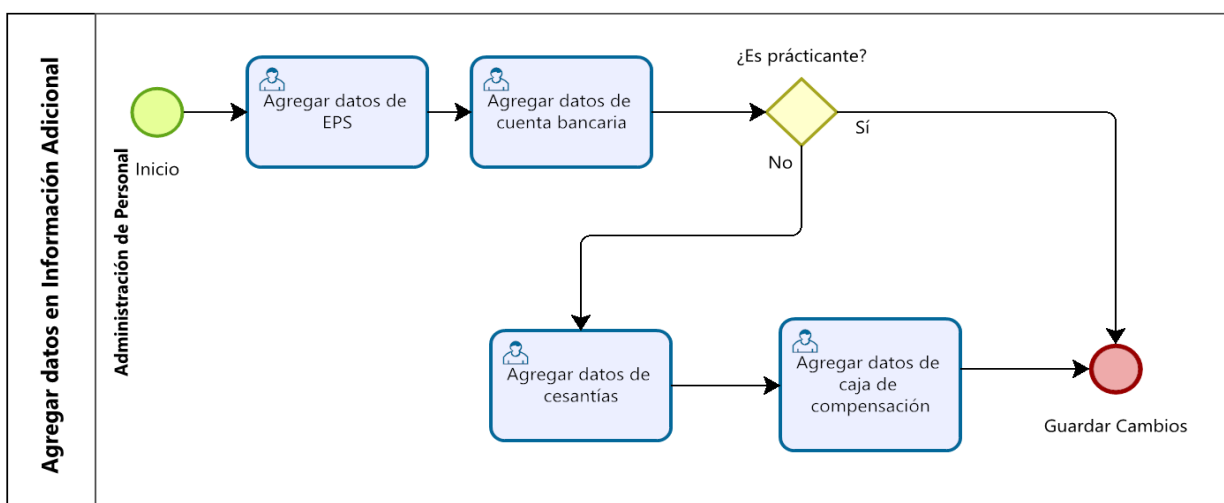 Agregar datos en Información Adicional
Administración de Personal
Inicio
Agregar datos de
EPS
Agregar datos de
cuenta bancaria
¿Es prácticante?
Sí
No
Agregar datos de
cesantías
Agregar datos de
caja de
compensación
Guardar Cambios